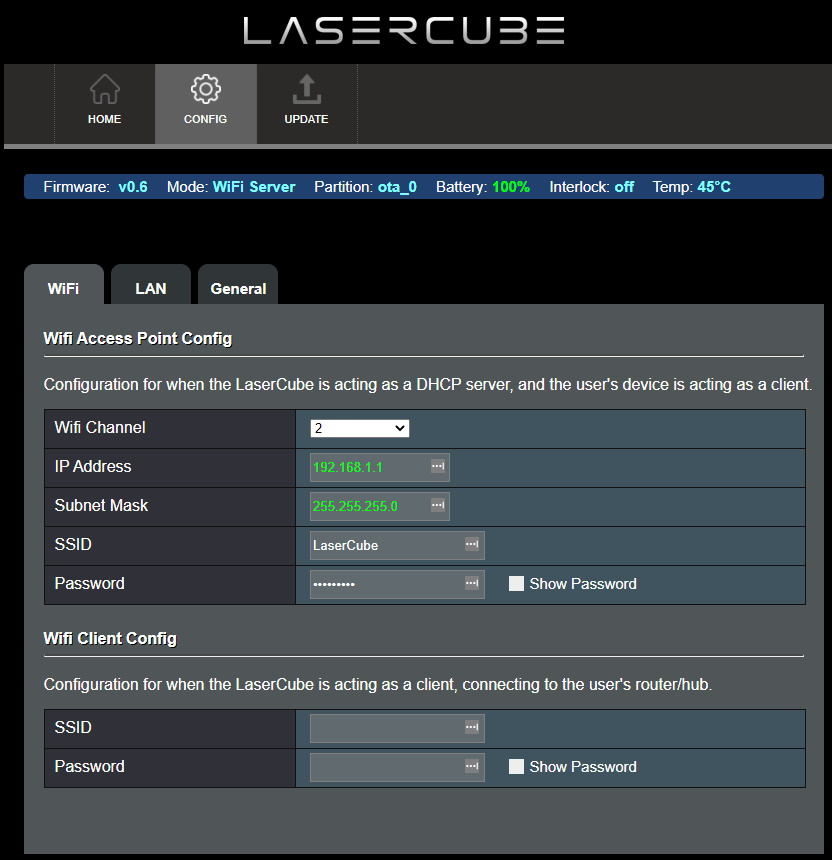 LASERCUBE
HOME CONFIG UPDATE
Firmware: v0.6 Mode: WiFi Server Partition: ota_0 Battery: 100% Interlock: off Temp: 45°C
WiFi LAN General
Wifi Access Point Config
Configuration for when the LaserCube is acting as a DHCP server, and the user's device is acting as a client.
Wifi Channel 2
IP Address 192.168.1.1
Subnet Mask 255.255.255.0
SSID LaserCube
Password ••••••••• Show Password
Wifi Client Config
Configuration for when the LaserCube is acting as a client, connecting to the user's router/hub.
SSID
Password Show Password